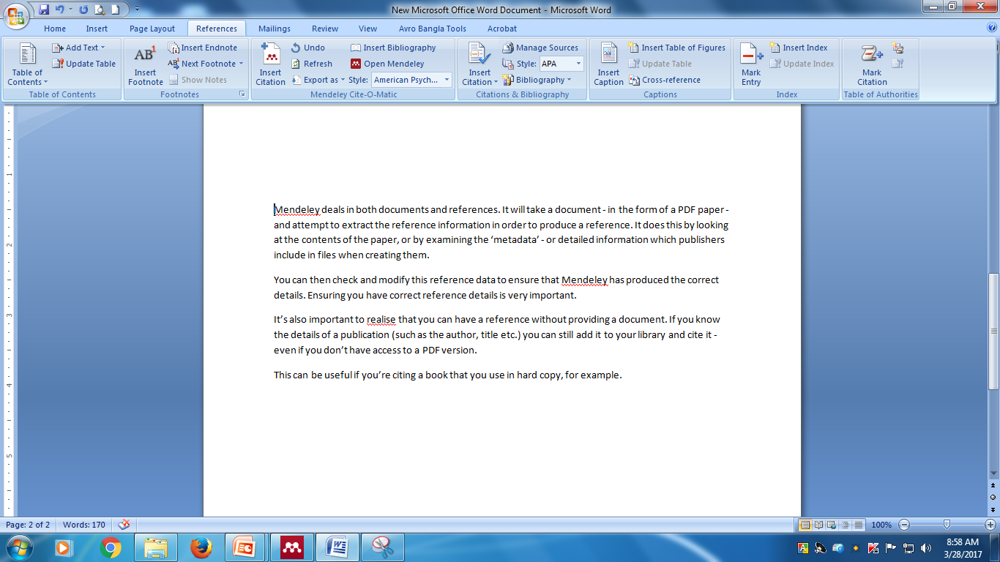 New Microsoft Office Word Document - Microsoft Word
Home Insert Page Layout References Mailings Review View Avro Bangla Tools Acrobat
Table of Contents
Add Text
Update Table
Table of Contents
AB1
Insert Footnote
Insert Endnote
Next Footnote
Show Notes
Footnotes
Insert Citation
Undo
Refresh
Export as
Insert Bibliography
Open Mendeley
Style: American Psych...
Mendeley Cite-O-Matic
Insert Citation
Manage Sources
Style: APA
Bibliography
Citations & Bibliography
Insert Caption
Insert Table of Figures
Update Table
Cross-reference
Captions
Mark Entry
Insert Index
Update Index
Index
Mark Citation
Table of Authorities
Mendeley deals in both documents and references. It will take a document - in the form of a PDF paper -
and attempt to extract the reference information in order to produce a reference. It does this by looking
at the contents of the paper, or by examining the ‘metadata’ - or detailed information which publishers
include in files when creating them.
You can then check and modify this reference data to ensure that Mendeley has produced the correct
details. Ensuring you have correct reference details is very important.
It’s also important to realise that you can have a reference without providing a document. If you know
the details of a publication (such as the author, title etc.) you can still add it to your library and cite it -
even if you don’t have access to a PDF version.
This can be useful if you’re citing a book that you use in hard copy, for example.
1
2
3
4
5
Page: 2 of 2 Words: 170 100%
8:58 AM
3/28/2017